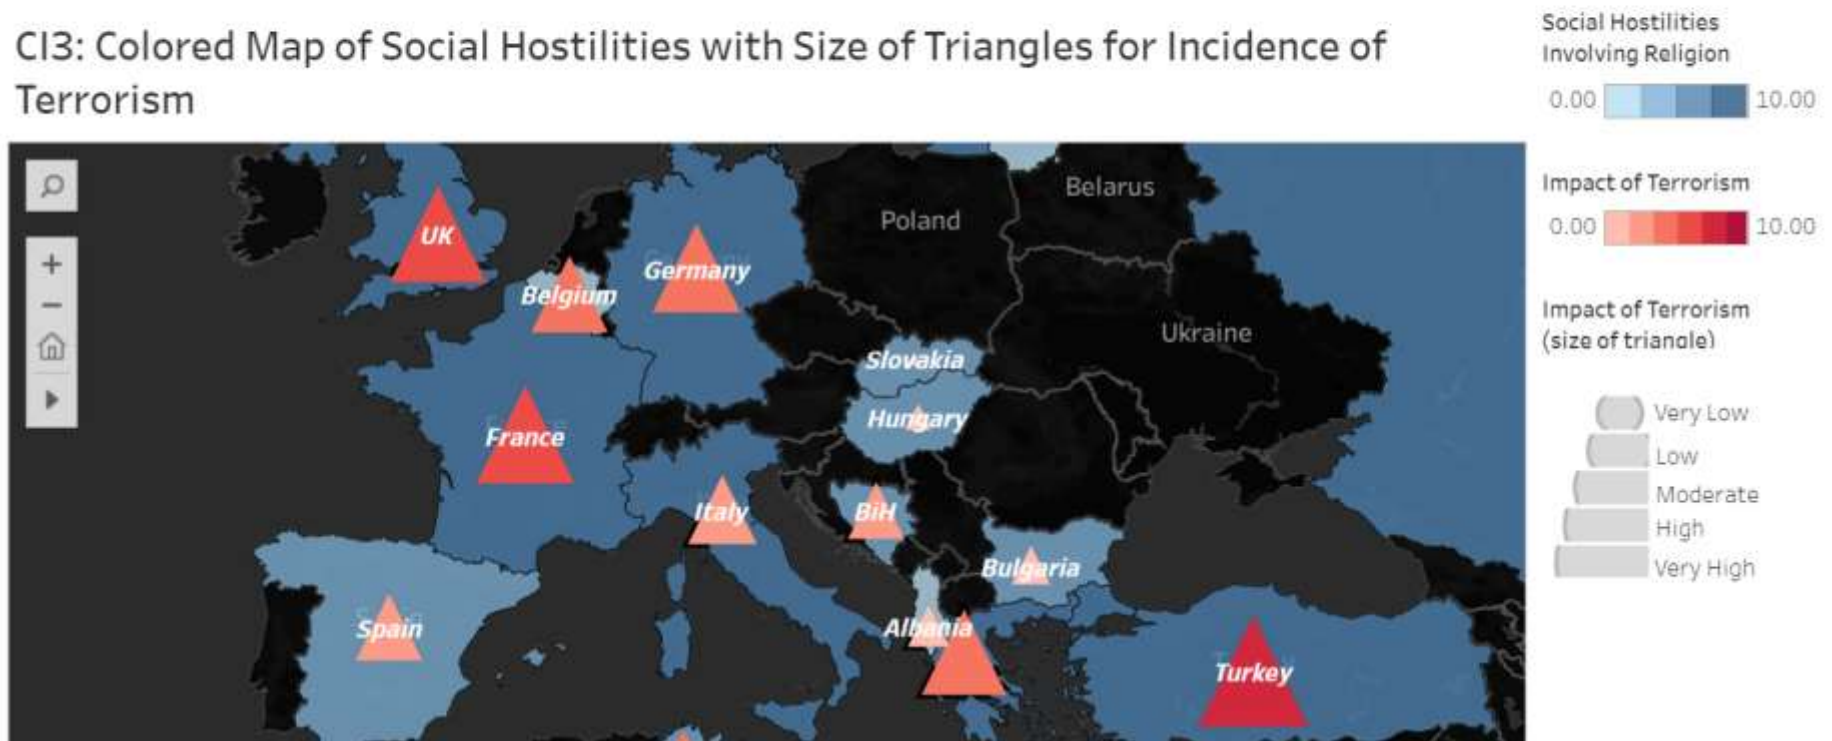 CI3: Colored Map of Social Hostilities with Size of Triangles for Incidence of
Terrorism
Social Hostilities
Involving Religion
0.00 10.00
Impact of Terrorism
0.00 10.00
Impact of Terrorism
(size of triangle)
Very Low
Low
Moderate
High
Very High
Belarus
Poland
UK
Germany
Belgium
Ukraine
Slovakia
Hungary
France
Italy
BiH
Bulgaria
Albania
Spain
Turkey